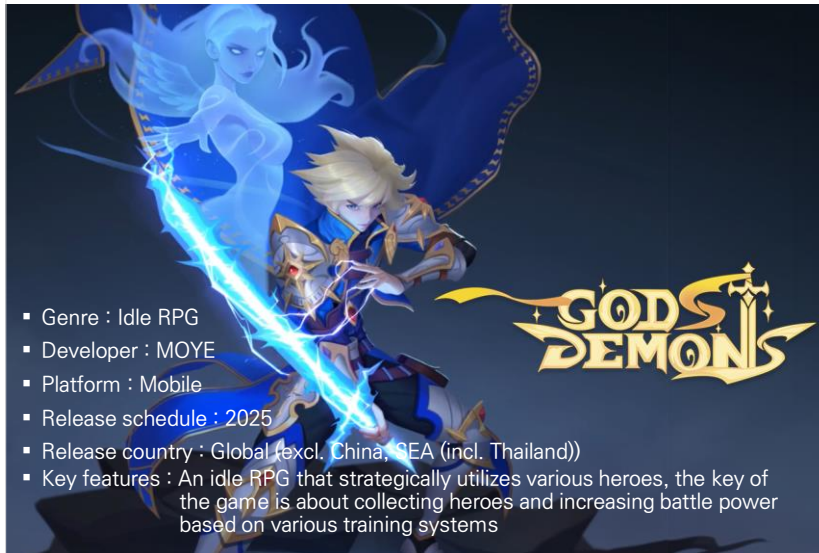 GODS
DEMONS
▪ Genre : Idle RPG
▪ Developer : MOYE
▪ Platform : Mobile
▪ Release schedule : 2025
▪ Release country : Global (excl. China, SEA (incl. Thailand))
▪ Key features : An idle RPG that strategically utilizes various heroes, the key of
the game is about collecting heroes and increasing battle power
based on various training systems